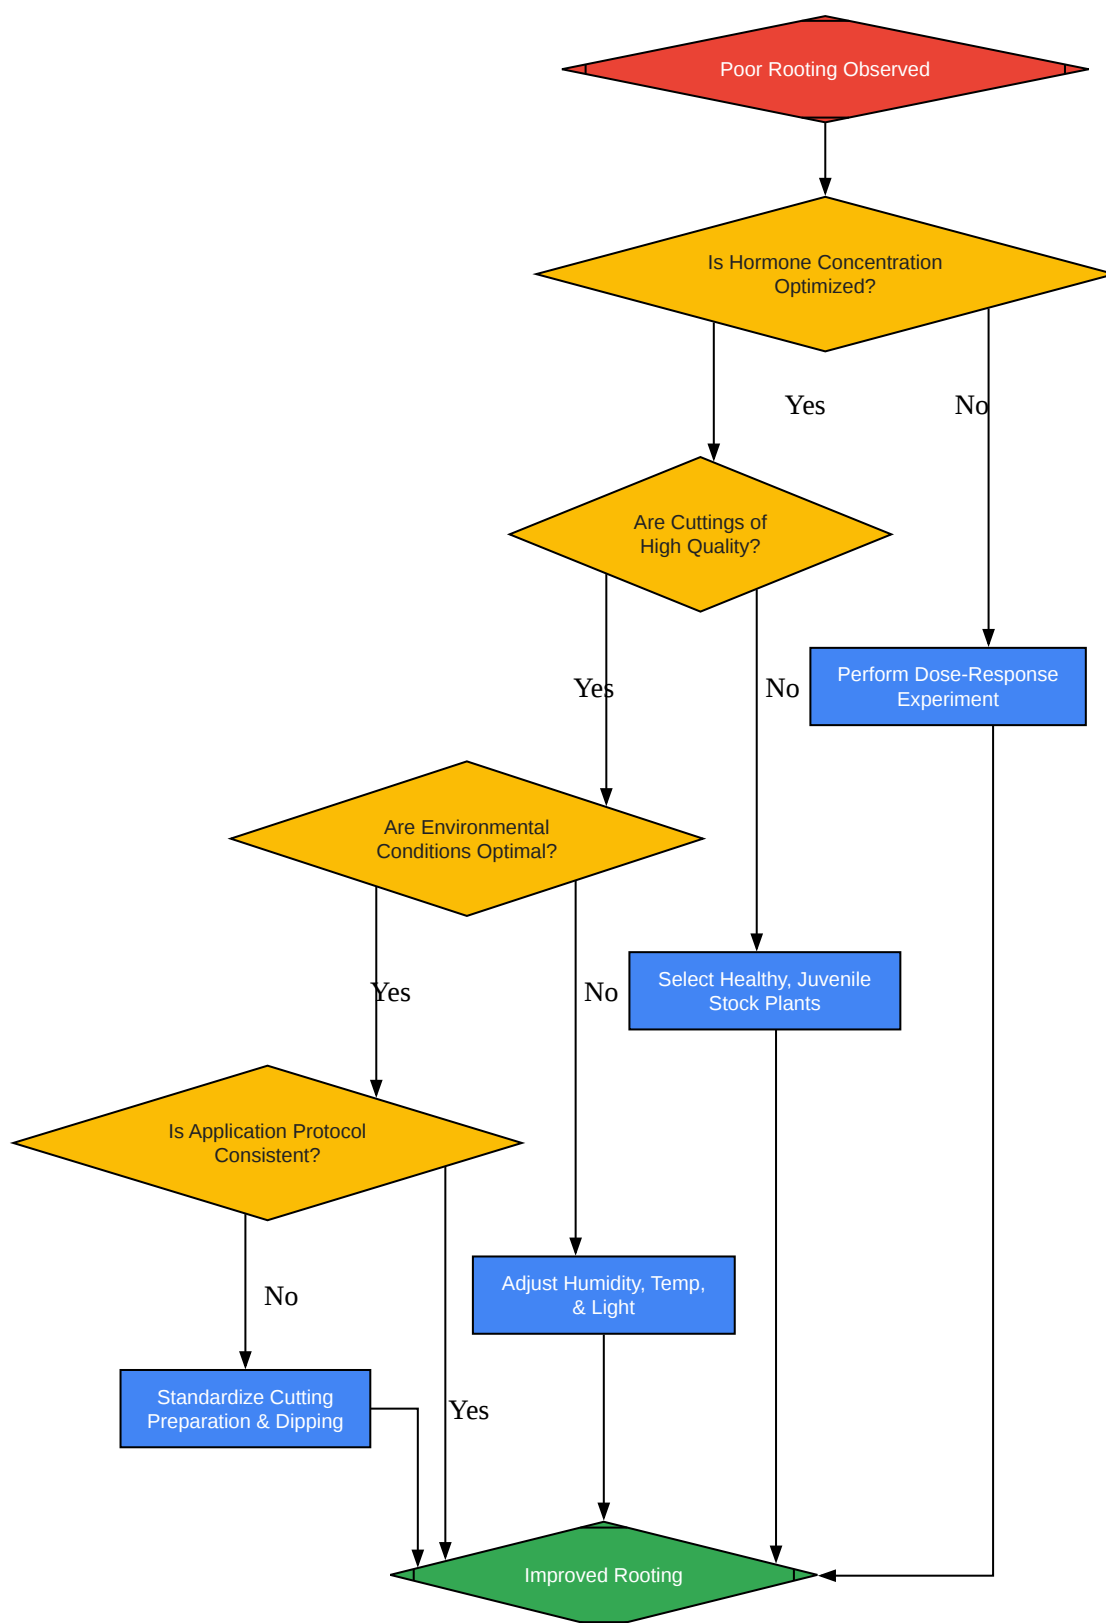 Poor Rooting Observed
Is Hormone Concentration
Optimized?
Yes
No
Are Cuttings of
High Quality?
Yes
No
Perform Dose-Response
Experiment
Are Environmental
Conditions Optimal?
Yes
No
Select Healthy, Juvenile
Stock Plants
Is Application Protocol
Consistent?
No
Adjust Humidity, Temp,
& Light
Standardize Cutting
Preparation & Dipping
Yes
Improved Rooting